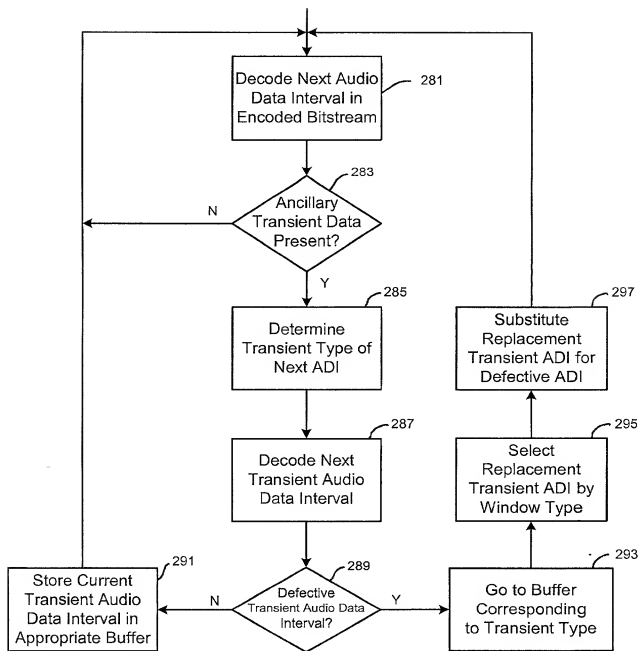 Decode Next Audio
Data Interval in
Encoded Bitstream
281
283
Ancillary
Transient Data
Present?
N
Y
285
Determine
Transient Type of
Next ADI
297
Substitute
Replacement
Transient ADI for
Defective ADI
287
Decode Next
Transient Audio
Data Interval
295
Select
Replacement
Transient ADI by
Window Type
291
Store Current
Transient Audio
Data Interval in
Appropriate Buffer
N
289
Defective
Transient Audio Data
Interval?
Y
293
Go to Buffer
Corresponding
to Transient Type